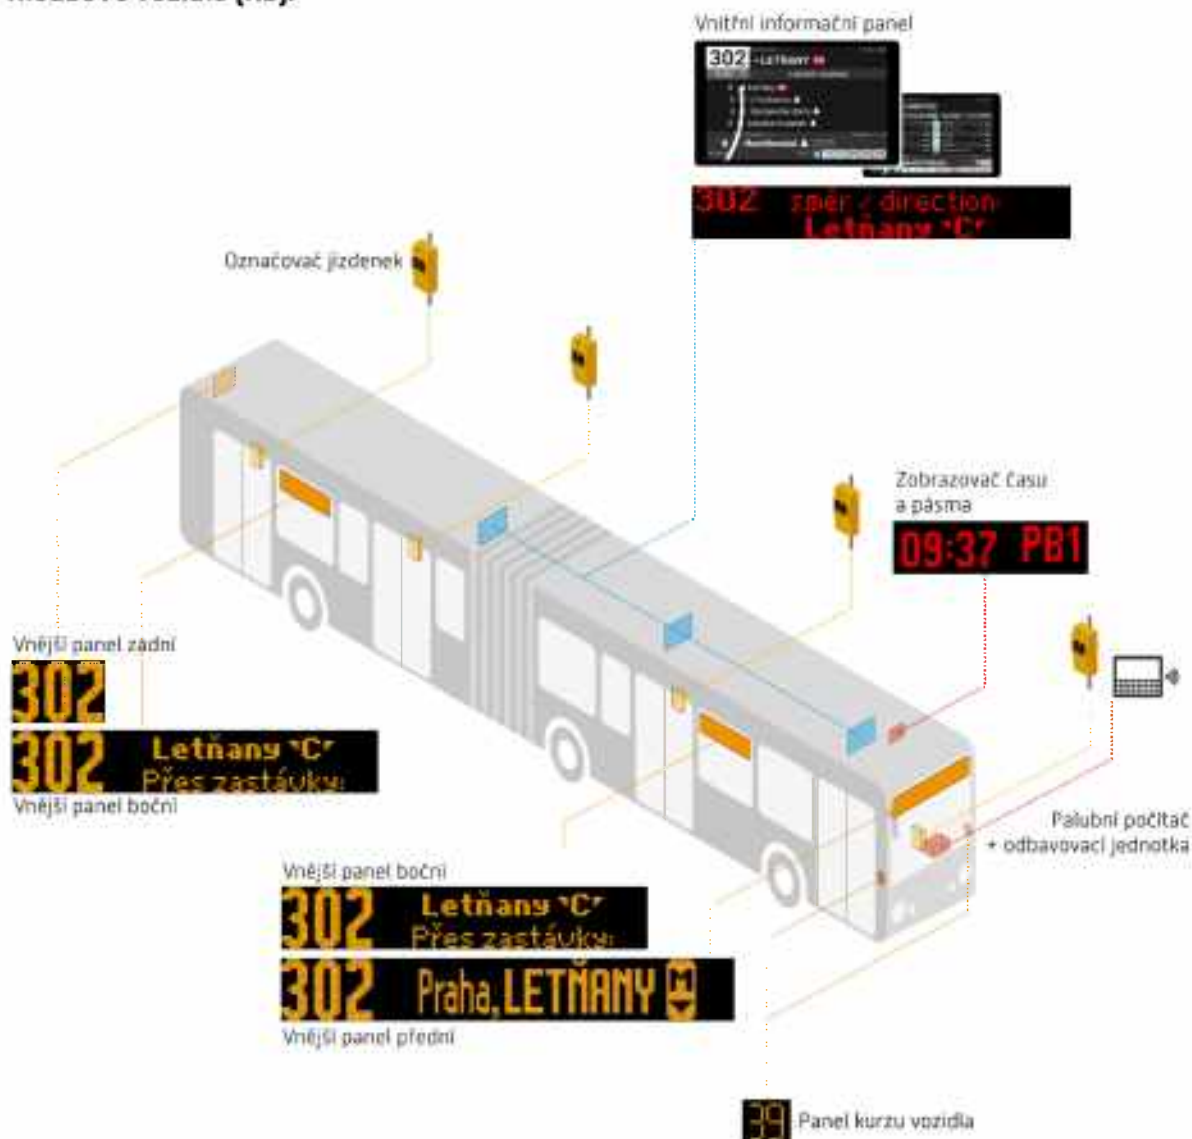 Vnitřní informační panel
302 LETŇANY
302 směr / direction:
Letňany "C"
Označovač jízdenek
Zobrazovač času
a pásma
09:37 PB1
Vnější panel zadní
302
302 Letňany "C"
Přes zastávky:
Vnější panel boční
Palubní počítač
+ odbavovací jednotka
Vnější panel boční
302 Letňany "C"
Přes zastávky:
302 Praha, LETŇANY M
Vnější panel přední
39 Panel kurzu vozidla